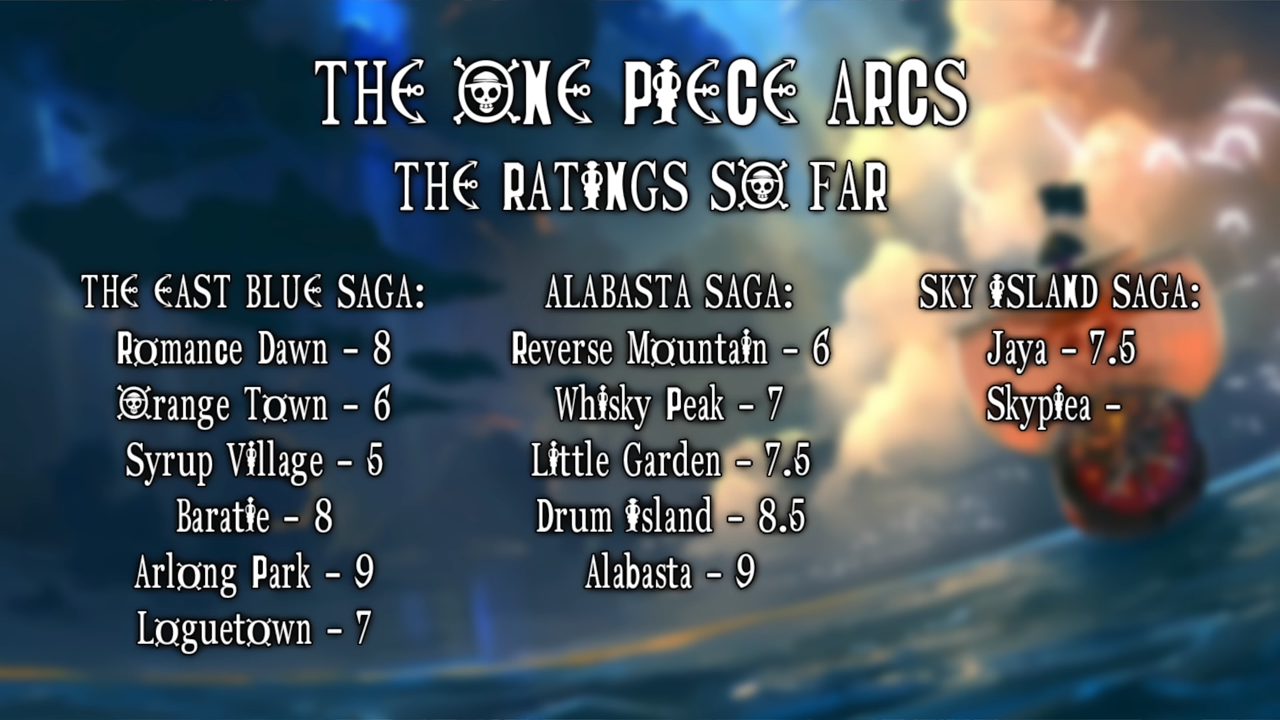 THE ONE PIECE ARCS
THE RATINGS SO FAR
THE EAST BLUE SAGA:
Romance Dawn - 8
Orange Town - 6
Syrup Village - 5
Baratie - 8
Arlong Park - 9
Loguetown - 7
ALABASTA SAGA:
Reverse Mountain - 6
Whisky Peak - 7
Little Garden - 7.5
Drum Island - 8.5
Alabasta - 9
SKY ISLAND SAGA:
Jaya - 7.5
Skypiea -